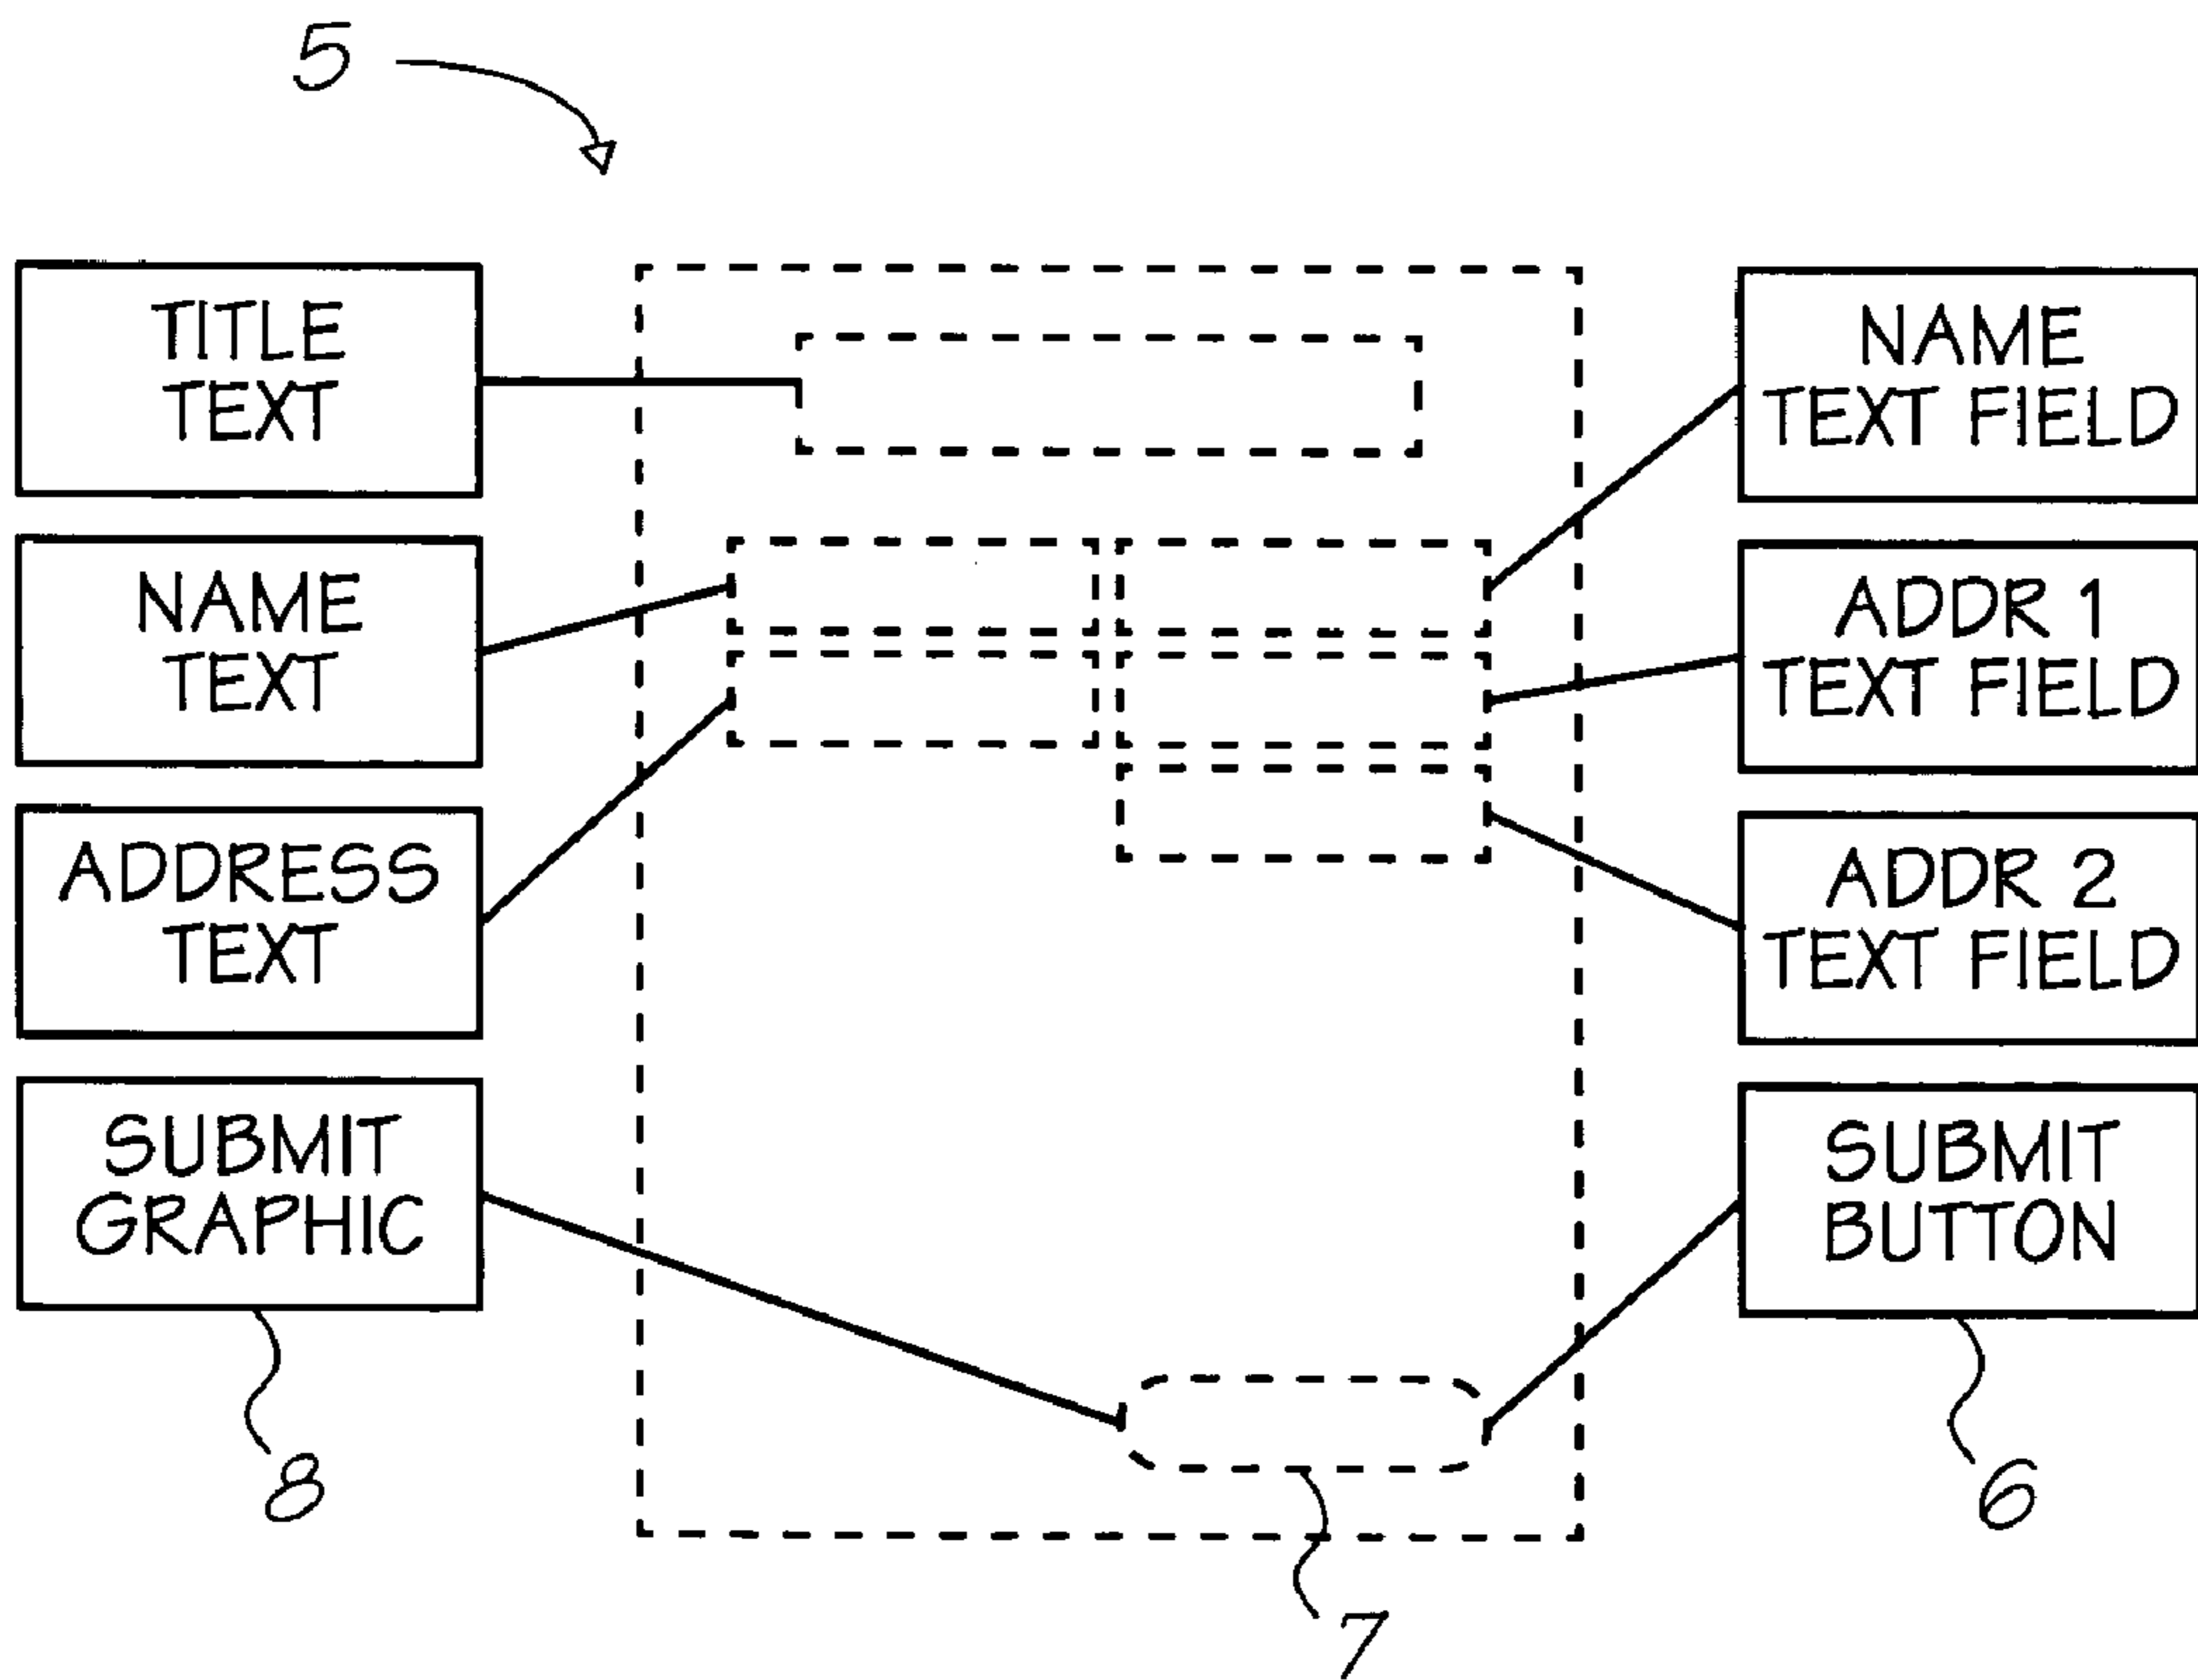 5
TITLE
TEXT
NAME
TEXT
ADDRESS
TEXT
SUBMIT
GRAPHIC
8
NAME
TEXT FIELD
ADDR 1
TEXT FIELD
ADDR 2
TEXT FIELD
SUBMIT
BUTTON
6
7